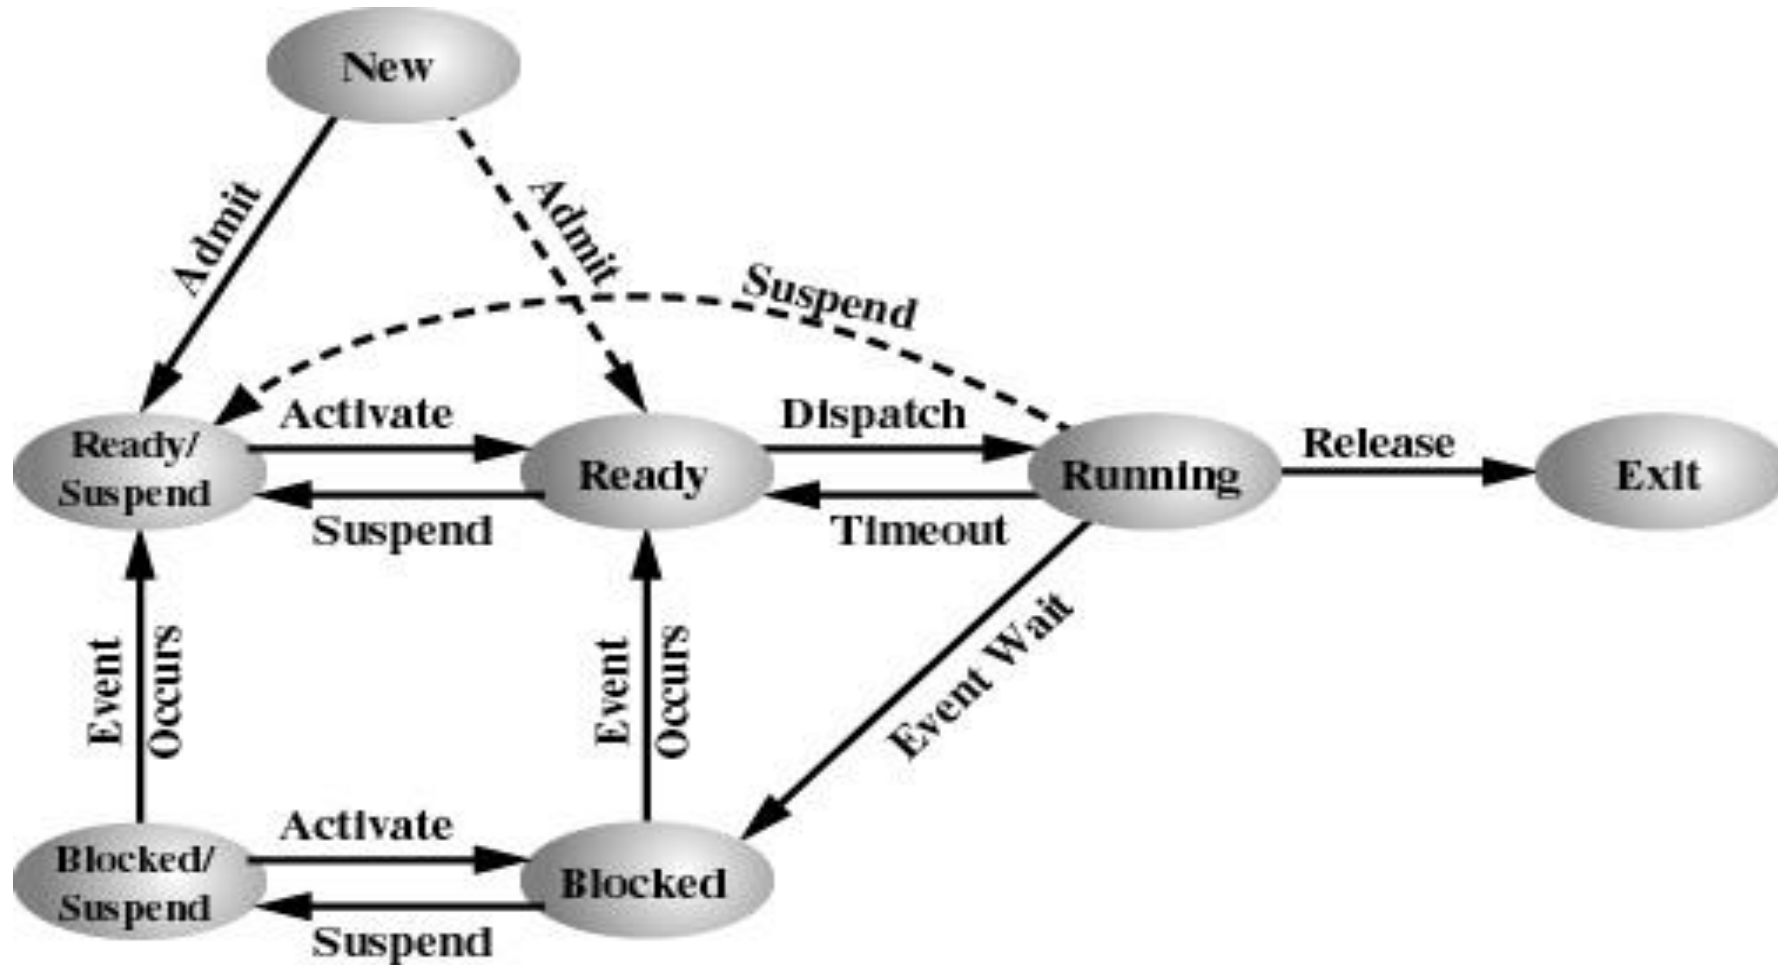 New
Admit
Admit
Suspend
Activate
Dispatch
Release
Ready/
Suspend
Ready
Running
Exit
Suspend
Timeout
Event
Occurs
Event
Occurs
Event Wait
Activate
Blocked/
Suspend
Blocked
Suspend